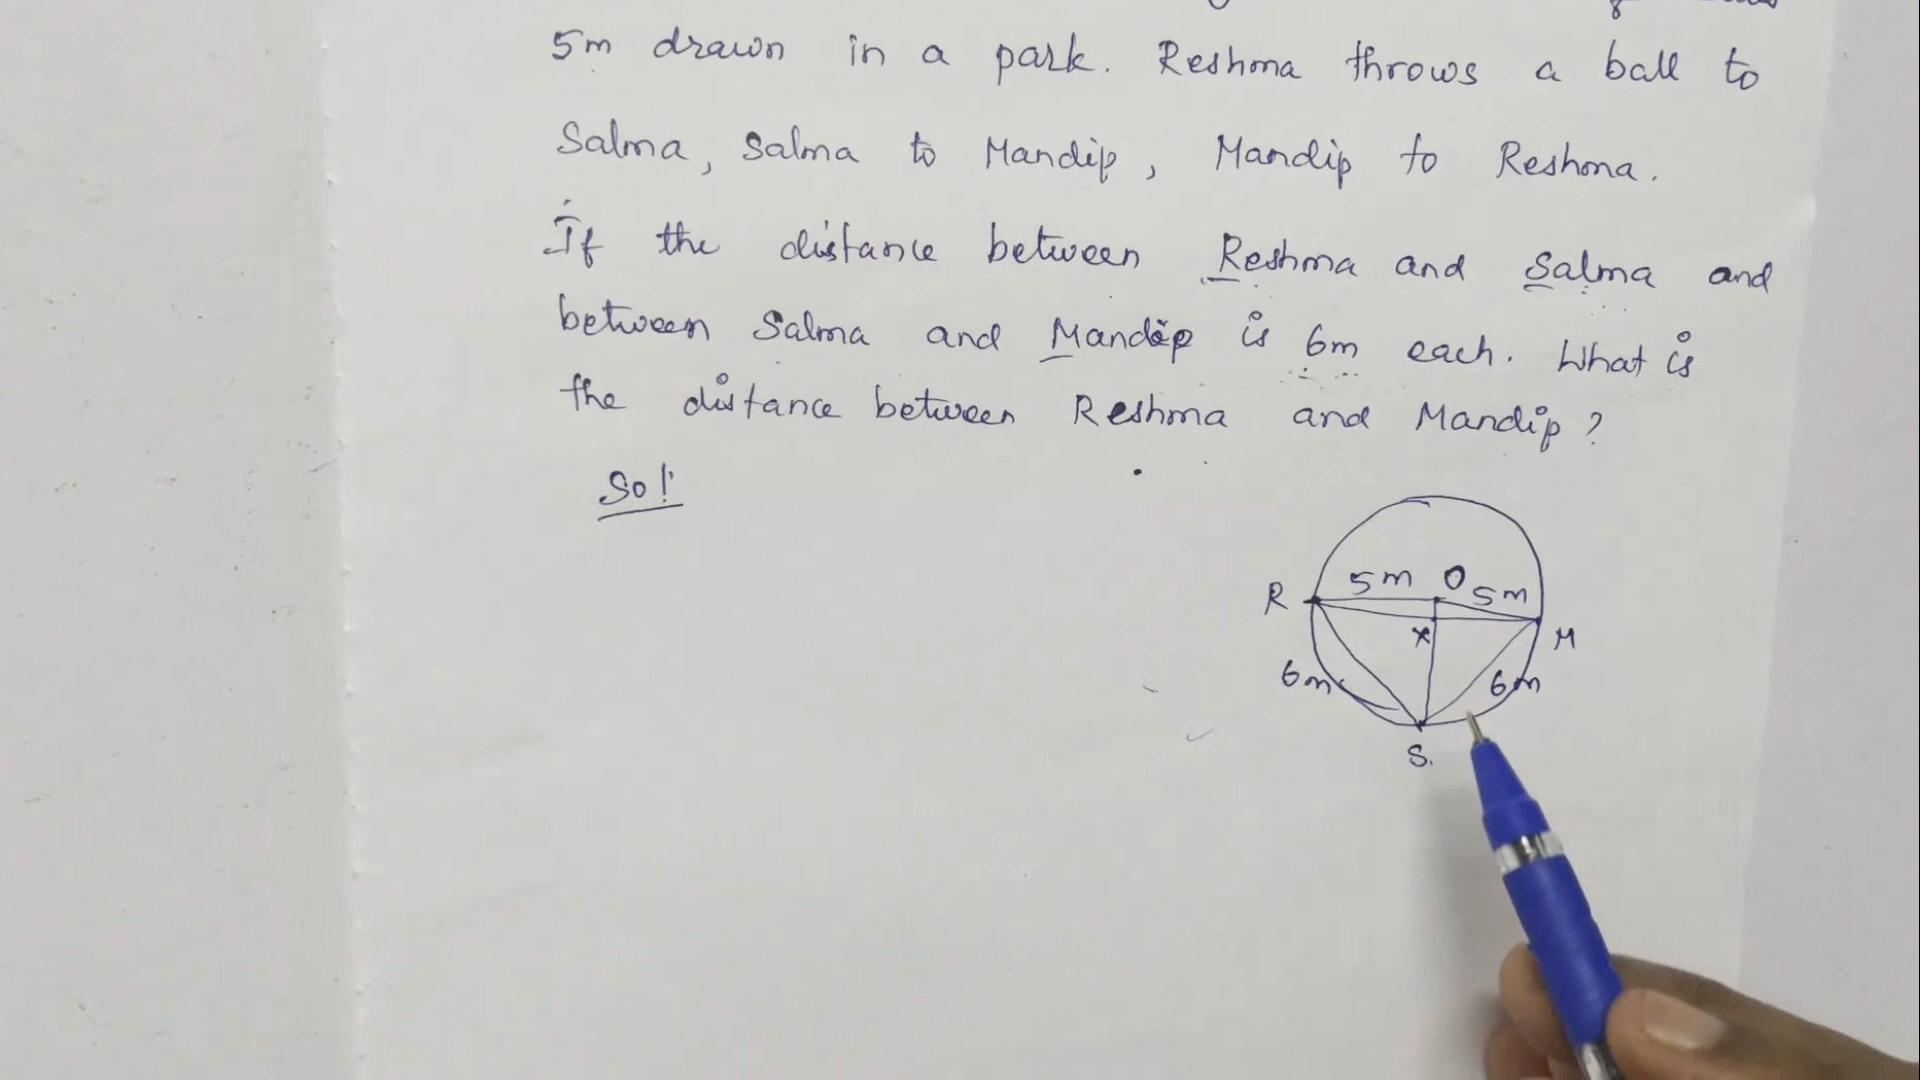 5m drawn in a park. Reshma throws a ball to
Salma, Salma to Mandip, Mandip to Reshma.
If the distance between Reshma and Salma and
between Salma and Mandip is 6m each. What is
the distance between Reshma and Mandip?
Sol:
5m O 5m
R
X
M
6m 6m
S.